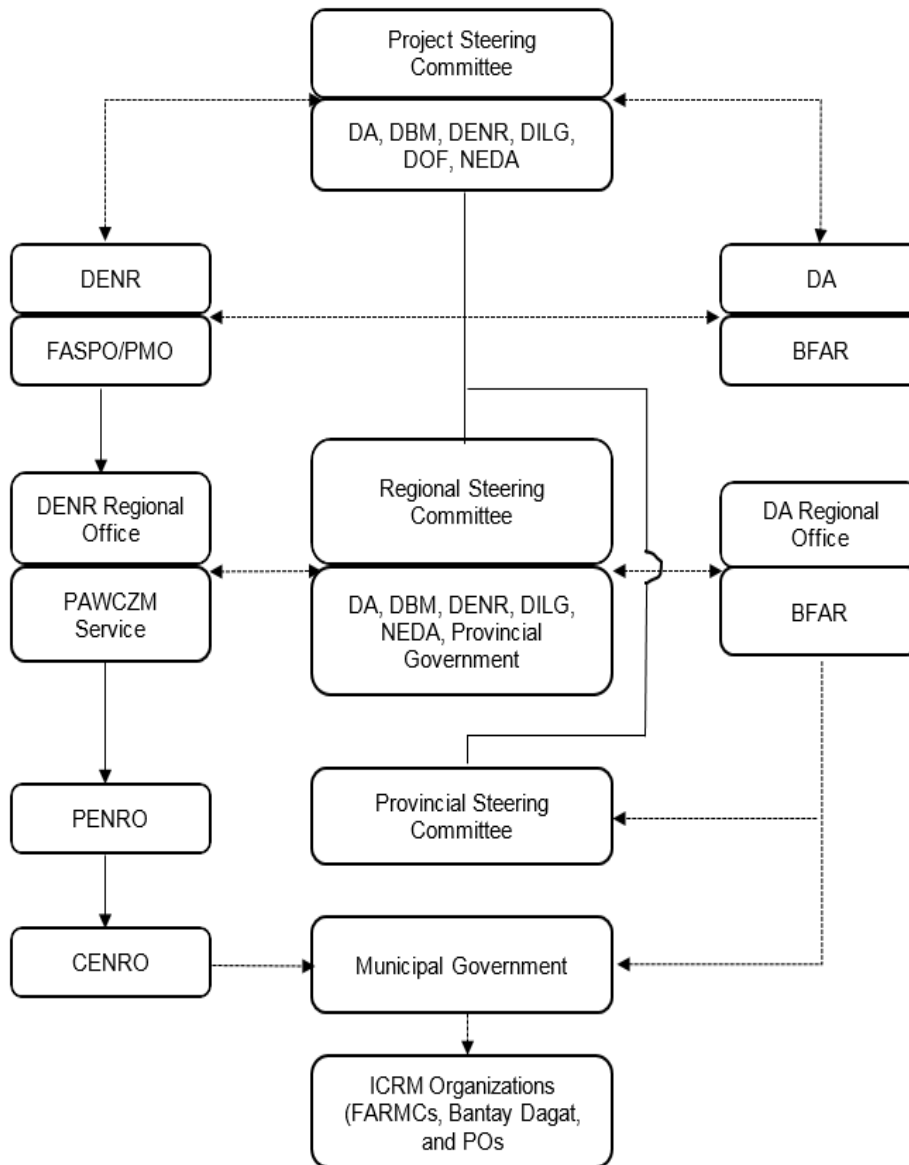 Project Steering
Committee
DA, DBM, DENR, DILG,
DOF, NEDA
DENR
DA
FASPO/PMO
BFAR
DENR Regional
Office
Regional Steering
Committee
DA Regional
Office
PAWCZM
Service
DA, DBM, DENR, DILG,
NEDA, Provincial
Government
BFAR
PENRO
Provincial Steering
Committee
CENRO
Municipal Government
ICRM Organizations
(FARMCs, Bantay Dagat,
and POs